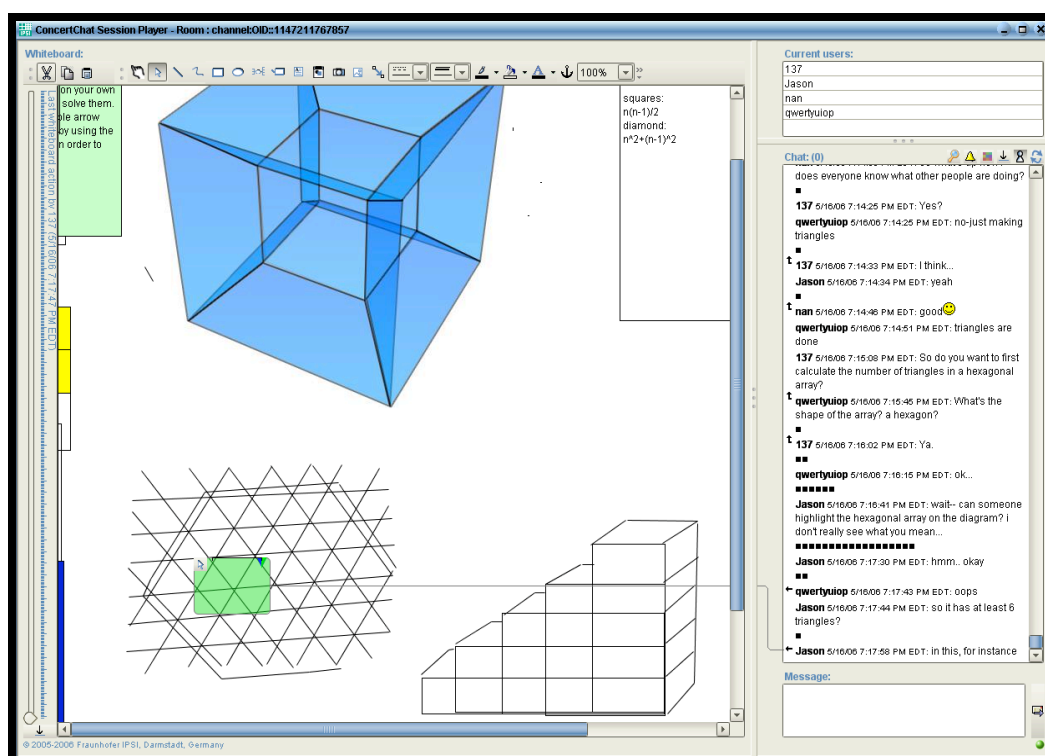 ConcertChat Session Player - Room : channel:OID::1147211767857
Whiteboard:
100%
Last whiteboard action by 137 (5/16/06 7:17:47 PM EDT)
on your own
solve them.
ple arrow
by using the
n order to
squares:
n(n-1)/2
diamond:
n^2+(n-1)^2
© 2005-2006 Fraunhofer IPSI, Darmstadt, Germany
Current users:
137
Jason
nan
qwertyuiop
Chat: (0)
does everyone know what other people are doing?
137 5/16/06 7:14:25 PM EDT: Yes?
qwertyuiop 5/16/06 7:14:25 PM EDT: no-just making
triangles
137 5/16/06 7:14:33 PM EDT: I think...
Jason 5/16/06 7:14:34 PM EDT: yeah
nan 5/16/06 7:14:46 PM EDT: good
qwertyuiop 5/16/06 7:14:51 PM EDT: triangles are
done
137 5/16/06 7:15:08 PM EDT: So do you want to first
calculate the number of triangles in a hexagonal
array?
qwertyuiop 5/16/06 7:15:45 PM EDT: What's the
shape of the array? a hexagon?
137 5/16/06 7:16:02 PM EDT: Ya.
qwertyuiop 5/16/06 7:16:15 PM EDT: ok...
Jason 5/16/06 7:16:41 PM EDT: wait-- can someone
highlight the hexagonal array on the diagram? i
don't really see what you mean...
Jason 5/16/06 7:17:30 PM EDT: hmm.. okay
qwertyuiop 5/16/06 7:17:43 PM EDT: oops
Jason 5/16/06 7:17:44 PM EDT: so it has at least 6
triangles?
Jason 5/16/06 7:17:58 PM EDT: in this, for instance
Message: